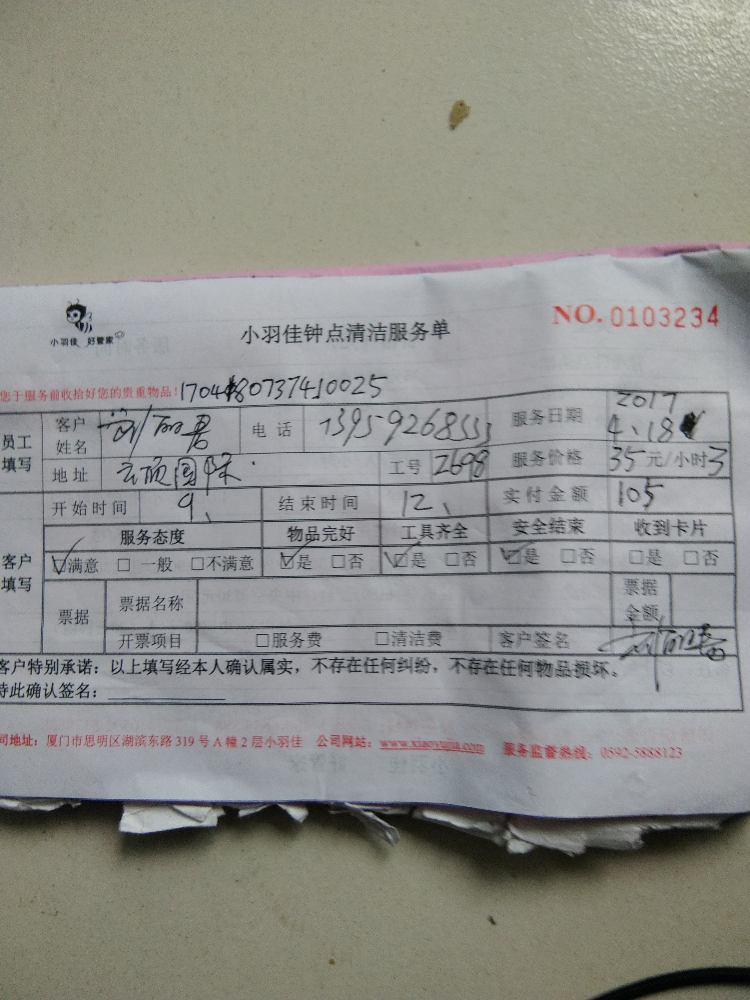 小羽佳 好管家
小羽佳钟点清洁服务单
NO. 0103234
您于服务前收拾好您的贵重物品!
员工填写 客户姓名 电话 服务日期 2017 4.18
地址 云顶国际 工号 2698 服务价格 35元/小时3
开始时间 9、 结束时间 12、 实付金额 105
客户填写 服务态度 物品完好 工具齐全 安全结束 收到卡片
☑满意 □一般 □不满意 ☑是 □否 ☑是 □否 ☑是 □否 □是 □否
票据 票据名称 票据金额
开票项目 □服务费 □清洁费 客户签名
客户特别承诺:以上填写经本人确认属实,不存在任何纠纷,不存在任何物品损坏。
特此确认签名:
司地址:厦门市思明区湖滨东路319号A幢2层小羽佳 公司网站:www.xiaoyujia.com 服务监督热线:0592-5888123